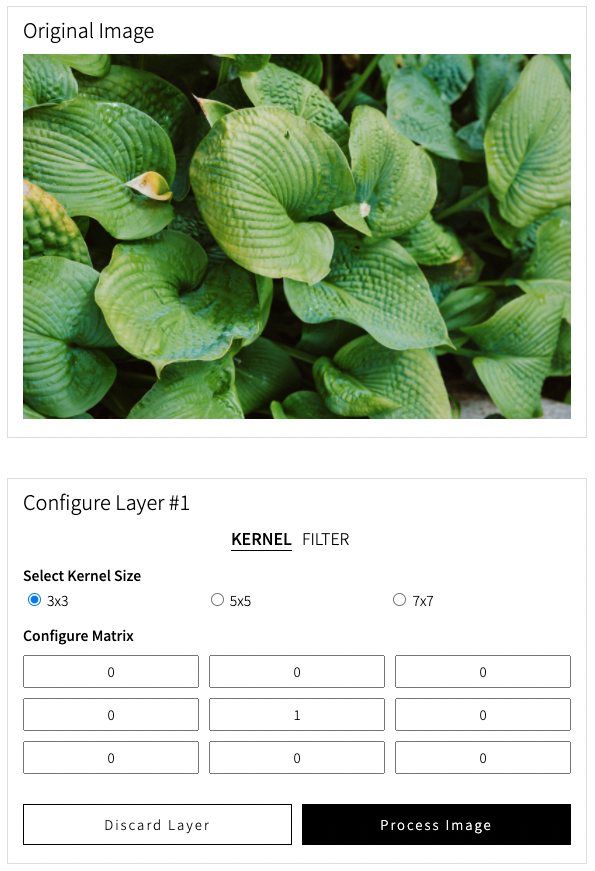 Original Image
Configure Layer #1
KERNEL FILTER
Select Kernel Size
3x3 5x5 7x7
Configure Matrix
0 0 0
0 1 0
0 0 0
Discard Layer Process Image